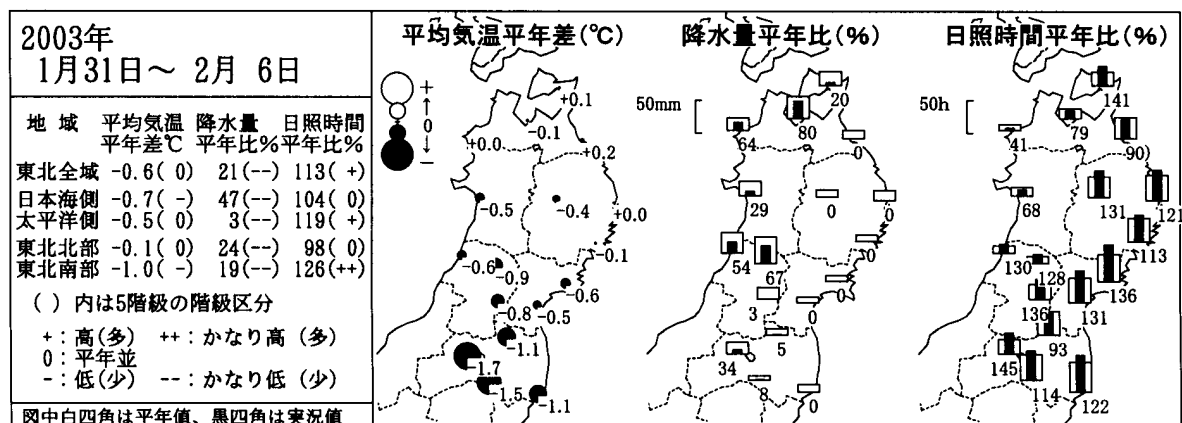 2003年
1月31日～ 2月 6日
地 域 平均気温 降水量 日照時間
平年差℃ 平年比% 平年比%
東北全域 -0.6( 0) 21(--) 113( +)
日本海側 -0.7( -) 47(--) 104( 0)
太平洋側 -0.5( 0) 3(--) 119( +)
東北北部 -0.1( 0) 24(--) 98( 0)
東北南部 -1.0( -) 19(--) 126(++)
( ) 内は5階級の階級区分
+：高(多) ++：かなり高 (多)
0：平年並
-：低(少) --：かなり低 (少)
図中白四角は平年値、黒四角は実況値
平均気温平年差(℃)
+
↑
0
↓
-
+0.1
-0.1
+0.0
+0.2
-0.5
-0.4
+0.0
-0.1
-0.6
-0.9
-0.6
-0.8
-0.5
-1.1
-1.7
-1.5
-1.1
降水量平年比(%)
50mm
20
80
64
0
29
0
0
54
67
0
3
0
0
5
34
8
0
日照時間平年比(%)
50h
141
79
41
90
68
131
121
113
130
128
136
136
131
93
145
114
122